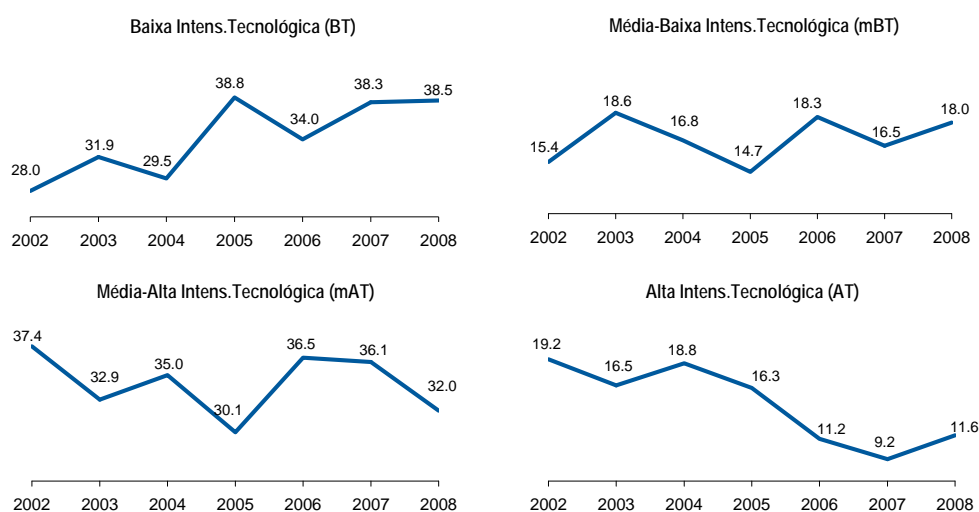 Baixa Intens.Tecnológica (BT)
28.0 31.9 29.5 38.8 34.0 38.3 38.5
2002 2003 2004 2005 2006 2007 2008
Média-Baixa Intens.Tecnológica (mBT)
15.4 18.6 16.8 14.7 18.3 16.5 18.0
2002 2003 2004 2005 2006 2007 2008
Média-Alta Intens.Tecnológica (mAT)
37.4 32.9 35.0 30.1 36.5 36.1 32.0
2002 2003 2004 2005 2006 2007 2008
Alta Intens.Tecnológica (AT)
19.2 16.5 18.8 16.3 11.2 9.2 11.6
2002 2003 2004 2005 2006 2007 2008